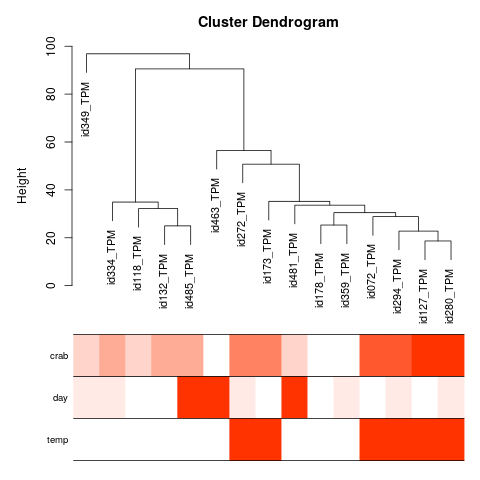 Cluster Dendrogram
Height
100
80
60
40
20
0
id349_TPM
id334_TPM
id118_TPM
id132_TPM
id485_TPM
id463_TPM
id272_TPM
id173_TPM
id481_TPM
id178_TPM
id359_TPM
id072_TPM
id294_TPM
id127_TPM
id280_TPM
crab
day
temp